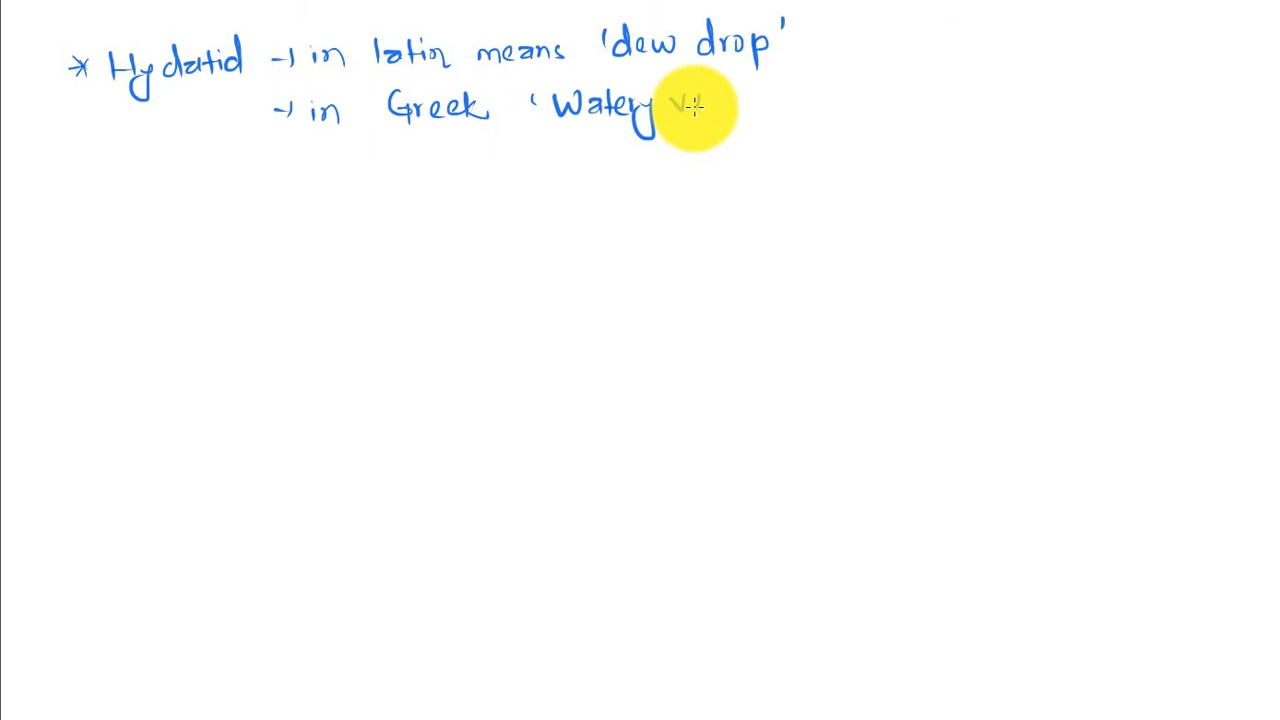 * Hydatid → in latin means 'dew drop'
→ in Greek 'Watery